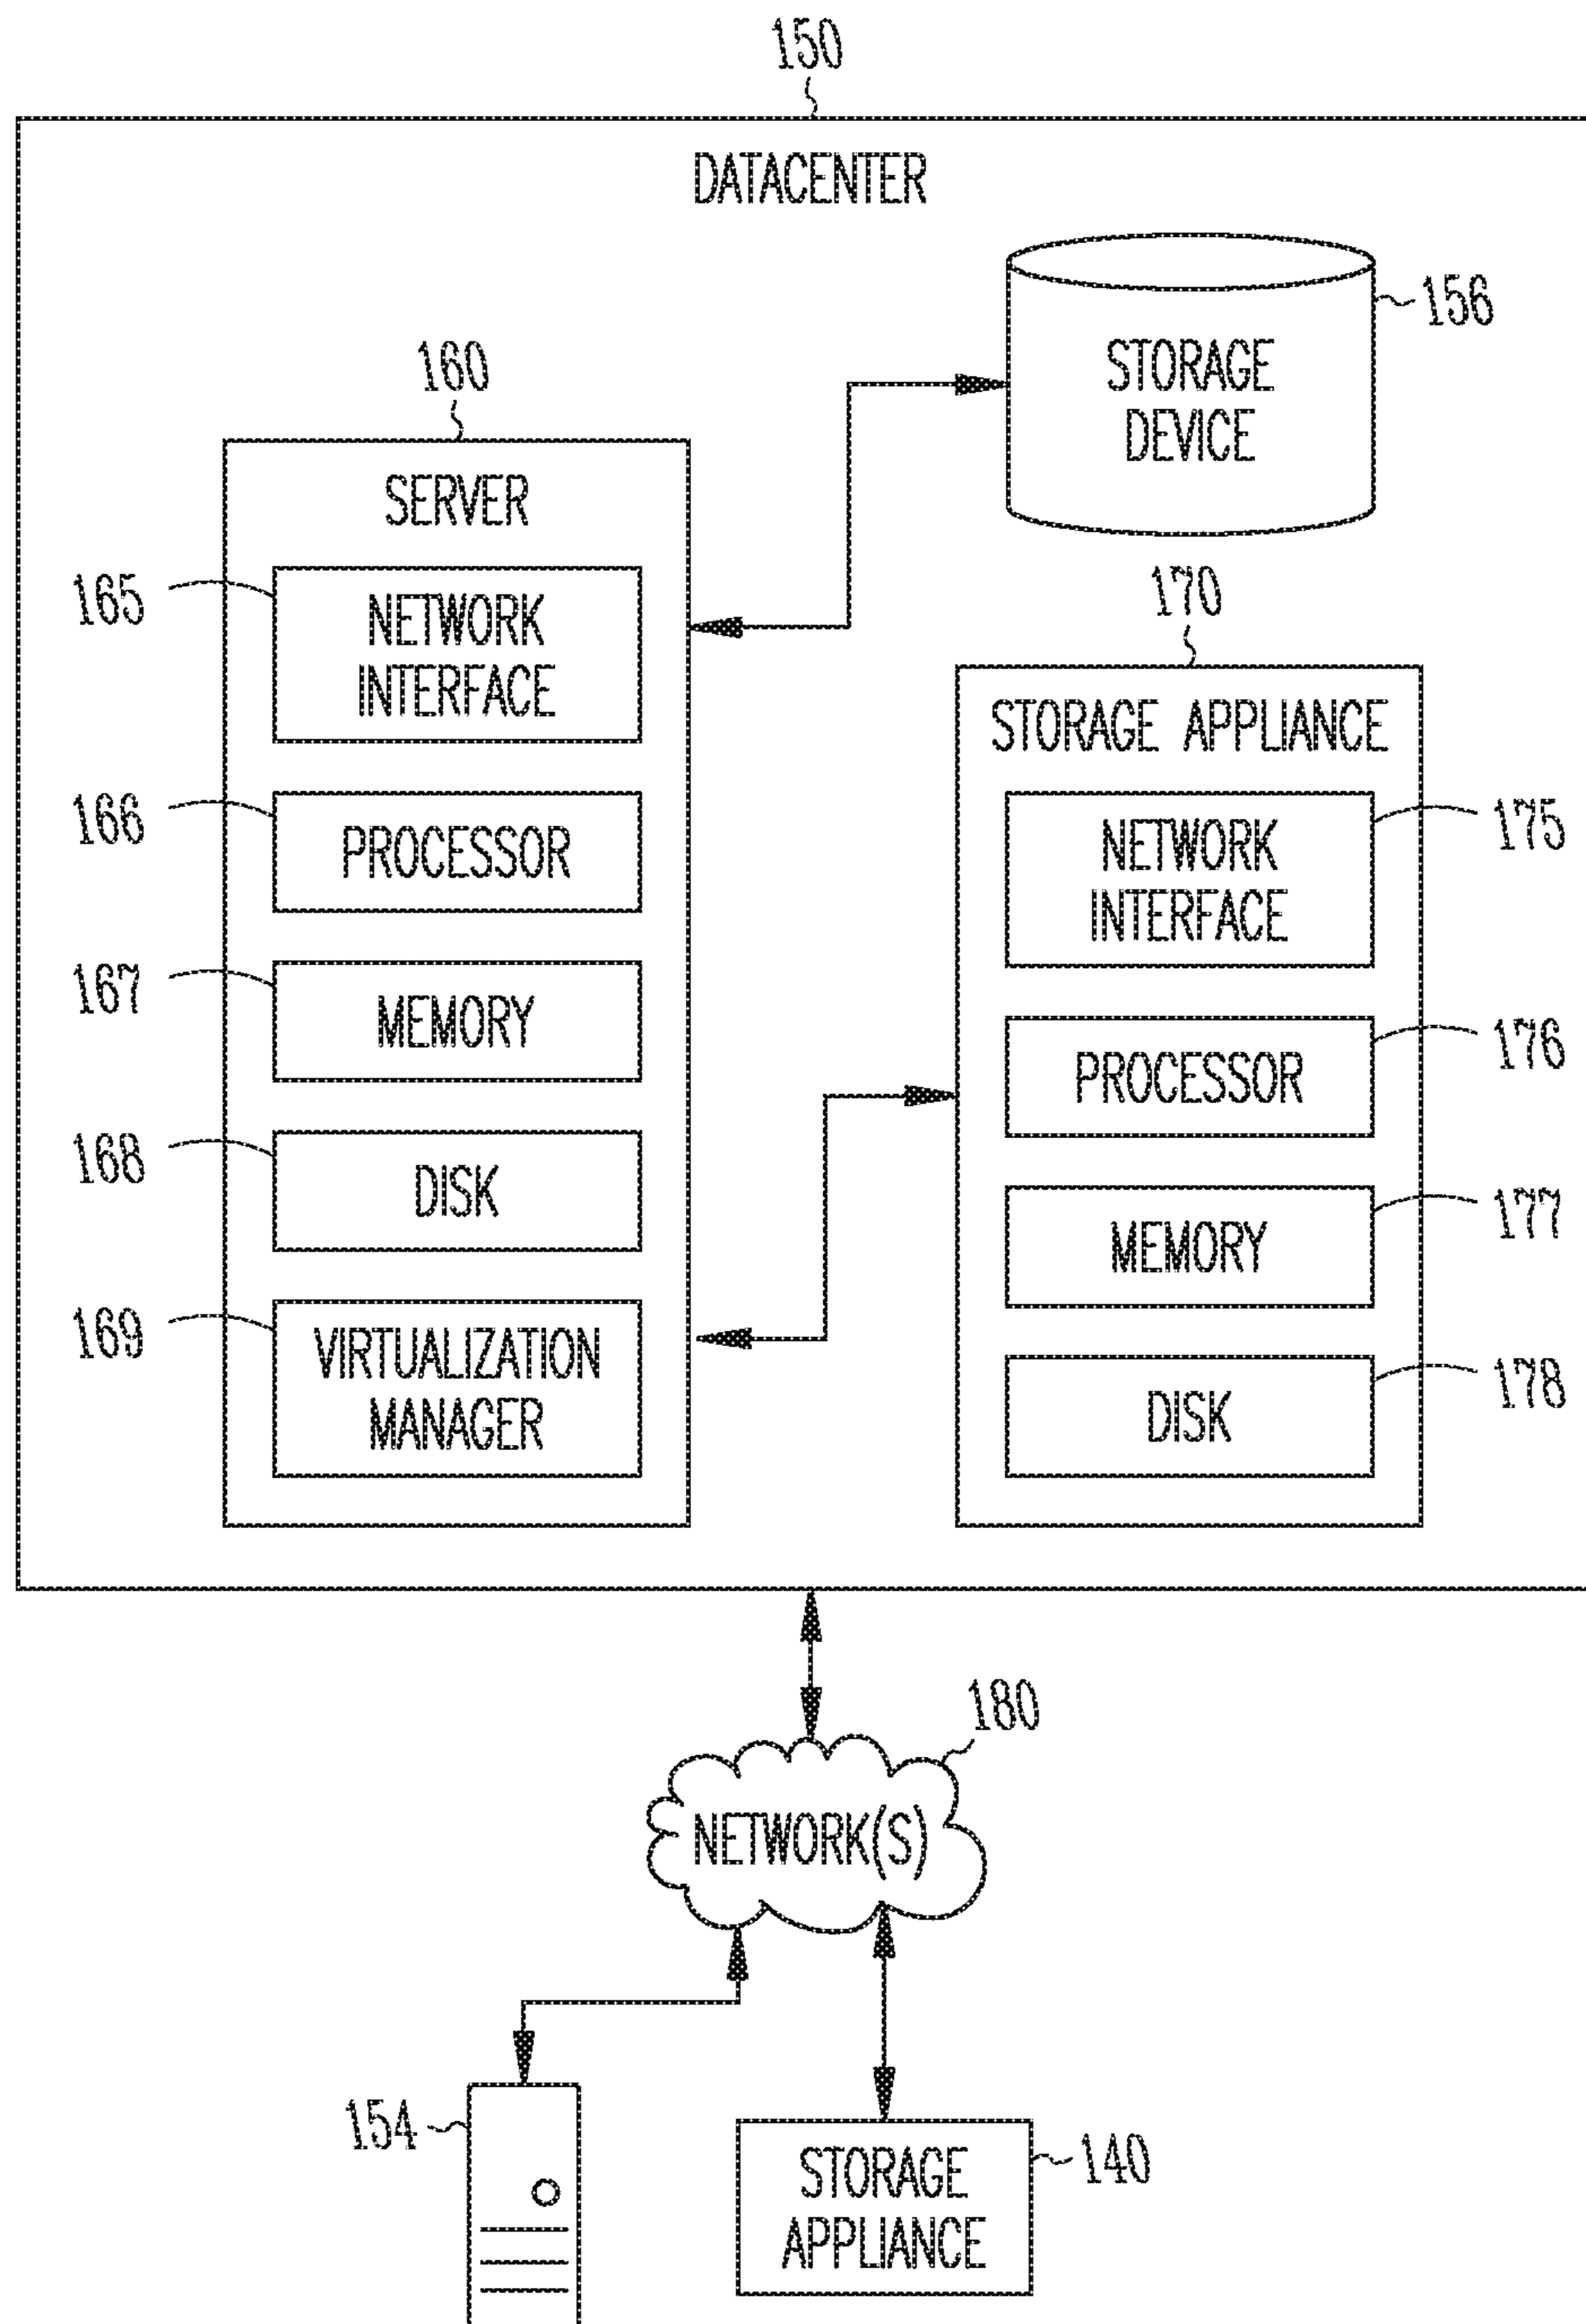 150
DATACENTER
156
STORAGE
DEVICE
160
SERVER
165
NETWORK
INTERFACE
166
PROCESSOR
167
MEMORY
168
DISK
169
VIRTUALIZATION
MANAGER
170
STORAGE APPLIANCE
175
NETWORK
INTERFACE
176
PROCESSOR
177
MEMORY
178
DISK
180
NETWORK(S)
154
140
STORAGE
APPLIANCE